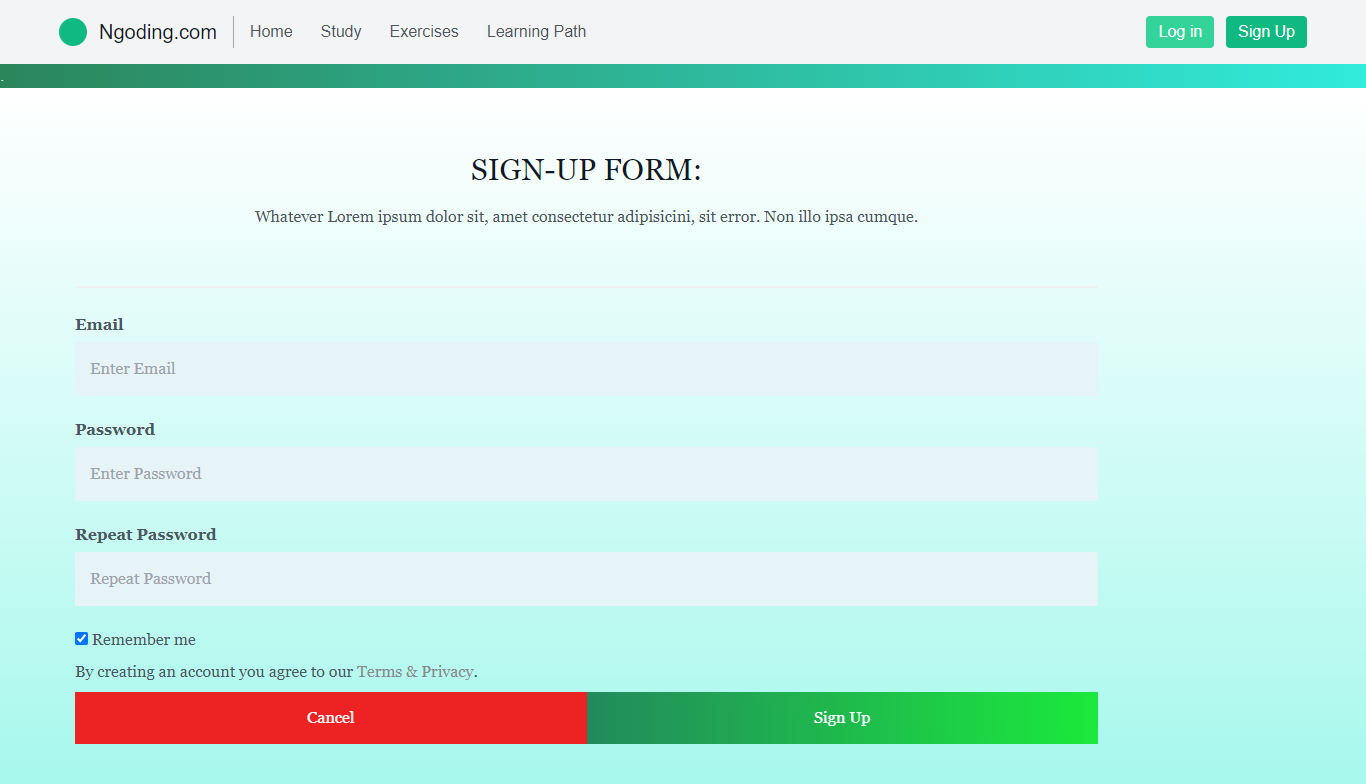 Ngoding.com Home Study Exercises Learning Path Log in Sign Up
.
SIGN-UP FORM:
Whatever Lorem ipsum dolor sit, amet consectetur adipisicini, sit error. Non illo ipsa cumque.
Email
Enter Email
Password
Enter Password
Repeat Password
Repeat Password
Remember me
By creating an account you agree to our Terms & Privacy.
Cancel Sign Up